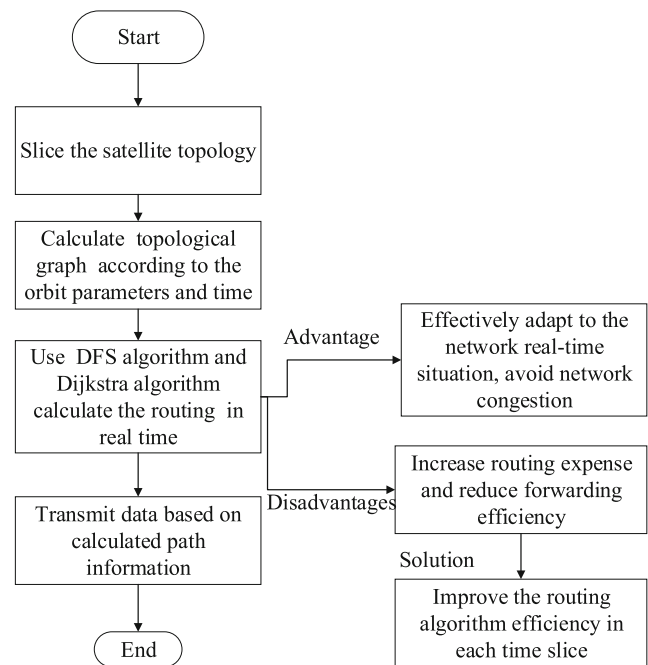 Start
Slice the satellite topology
Calculate topological
graph according to the
orbit parameters and time
Use DFS algorithm and
Dijkstra algorithm
calculate the routing in
real time
Transmit data based on
calculated path
information
End
Advantage
Effectively adapt to the
network real-time
situation, avoid network
congestion
Disadvantages
Increase routing expense
and reduce forwarding
efficiency
Solution
Improve the routing
algorithm efficiency in
each time slice